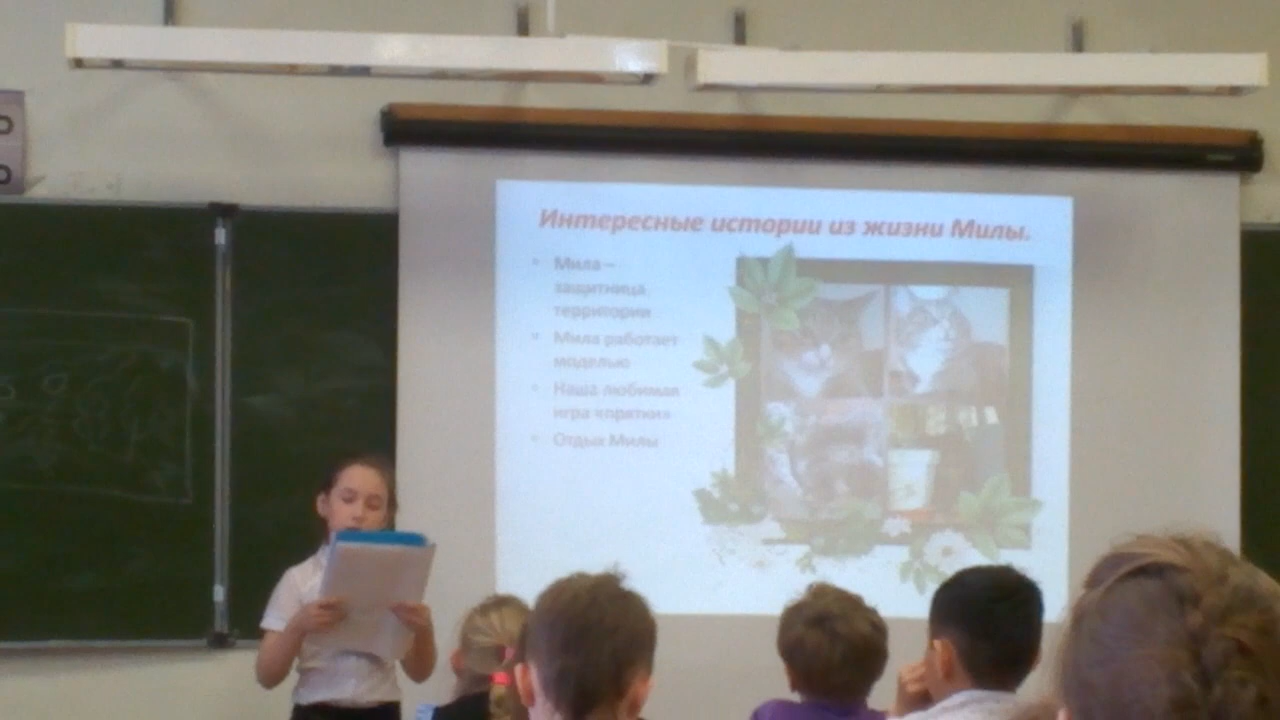 Интересные истории из жизни Милы.
• Мила –
защитница
территории
• Мила работает
моделью
• Наша любимая
игра «прятки»
• Отдых Милы